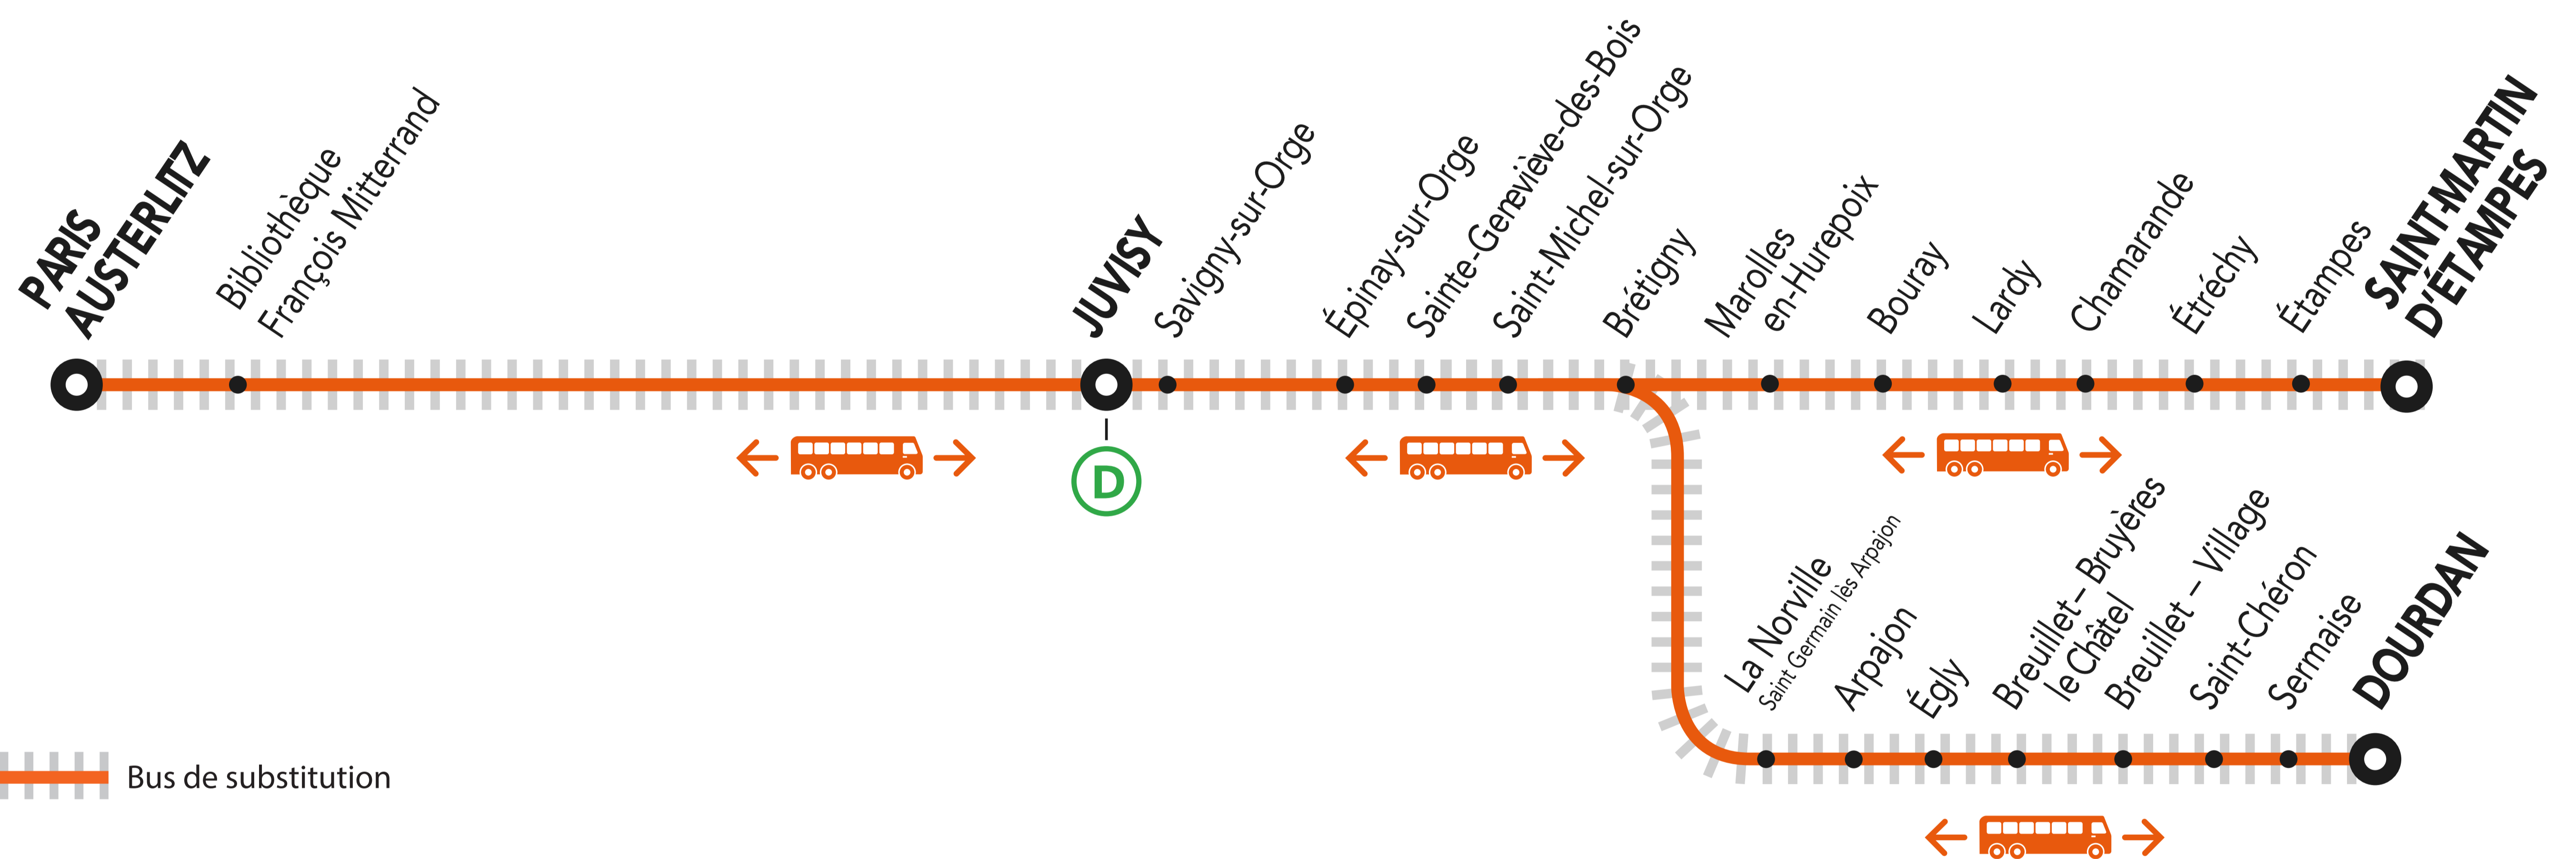 PARIS
AUSTERLITZ
Bibliothèque
François Mitterrand
JUVISY
Savigny-sur-Orge
Épinay-sur-Orge
Sainte-Geneviève-des-Bois
Saint-Michel-sur-Orge
Brétigny
Marolles
en-Hurepoix
Bouray
Lardy
Chamarande
Étréchy
Étampes
SAINT-MARTIN
D'ÉTAMPES
D
La Norville
Saint Germain lès Arpajon
Arpajon
Égly
Breuillet – Bruyères
le Châtel
Breuillet – Village
Saint-Chéron
Sermaise
DOURDAN
Bus de substitution